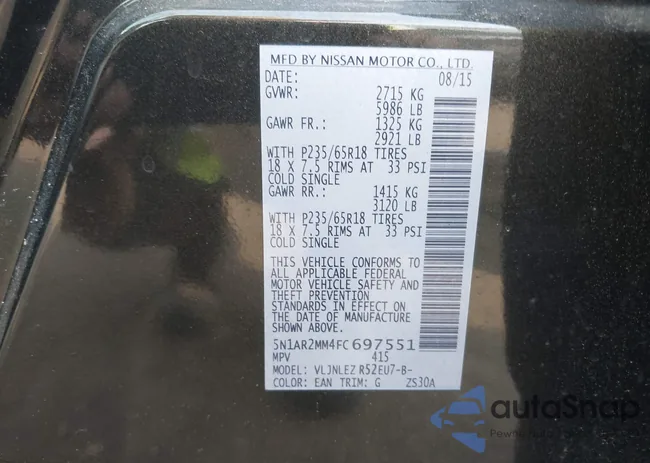 MFD BY NISSAN MOTOR CO., LTD.
DATE: 08/15
GVWR: 2715 KG
5986 LB
GAWR FR.: 1325 KG
2921 LB
WITH P235/65R18 TIRES
18 X 7.5 RIMS AT 33 PSI
COLD SINGLE
GAWR RR.: 1415 KG
3120 LB
WITH P235/65R18 TIRES
18 X 7.5 RIMS AT 33 PSI
COLD SINGLE
THIS VEHICLE CONFORMS TO
ALL APPLICABLE FEDERAL
MOTOR VEHICLE SAFETY AND
THEFT PREVENTION
STANDARDS IN EFFECT ON
THE DATE OF MANUFACTURE
SHOWN ABOVE.
5N1AR2MM4FC697551
MPV 415
MODEL: VLJNLEZ R52EU7-B-
COLOR: EAN TRIM: G ZS30A
autoSnap